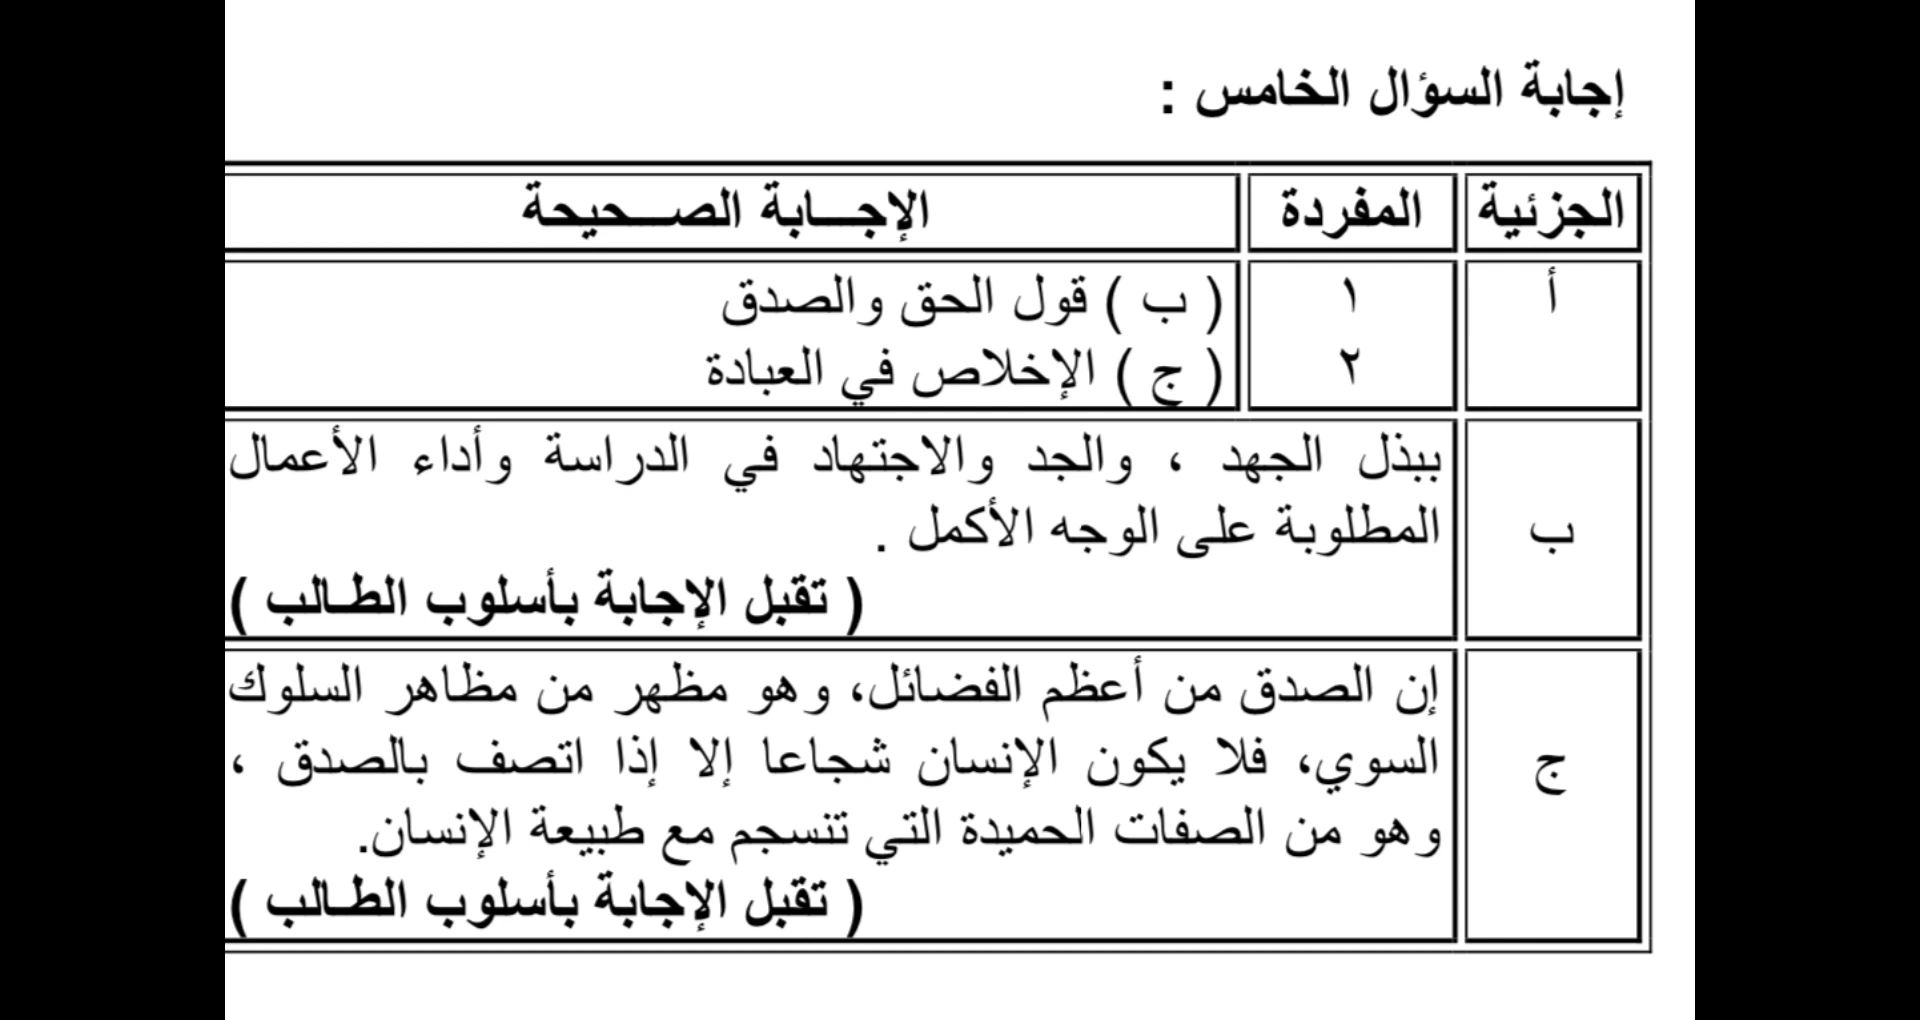 إجابة السؤال الخامس :
الجزئية المفردة الإجـــابة الصـــحيحة
أ ١ ( ب ) قول الحق والصدق
٢ ( ج ) الإخلاص في العبادة
ببذل الجهد ، والجد والاجتهاد في الدراسة وأداء الأعمال
ب المطلوبة على الوجه الأكمل .
( تقبل الإجابة بأسلوب الطـالب )
إن الصدق من أعظم الفضائل، وهو مظهر من مظاهر السلوك
ج السوي، فلا يكون الإنسان شجاعا إلا إذا اتصف بالصدق ،
وهو من الصفات الحميدة التي تنسجم مع طبيعة الإنسان.
( تقبل الإجابة بأسلوب الطـالب )